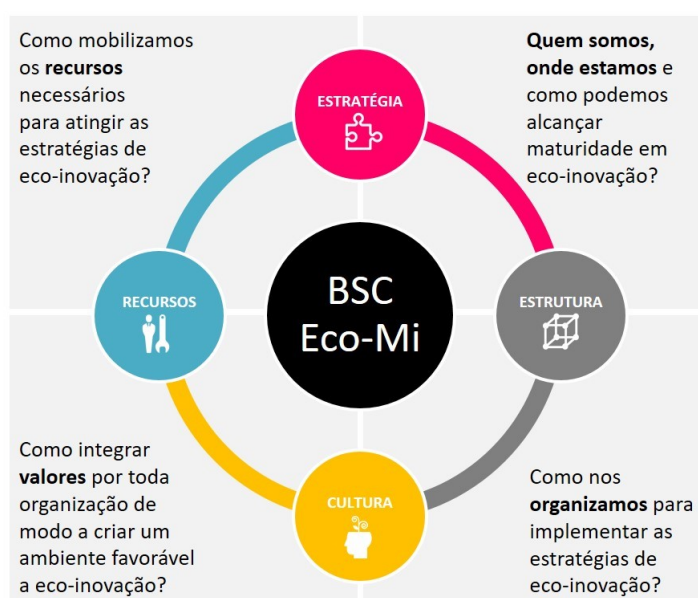 Como mobilizamos
os recursos
necessários
para atingir as
estratégias de
eco-inovação?
Quem somos,
onde estamos e
como podemos
alcançar
maturidade em
eco-inovação?
ESTRATÉGIA
RECURSOS
BSC
Eco-Mi
ESTRUTURA
CULTURA
Como integrar
valores por toda
organização de
modo a criar um
ambiente favorável
a eco-inovação?
Como nos
organizamos para
implementar as
estratégias de
eco-inovação?